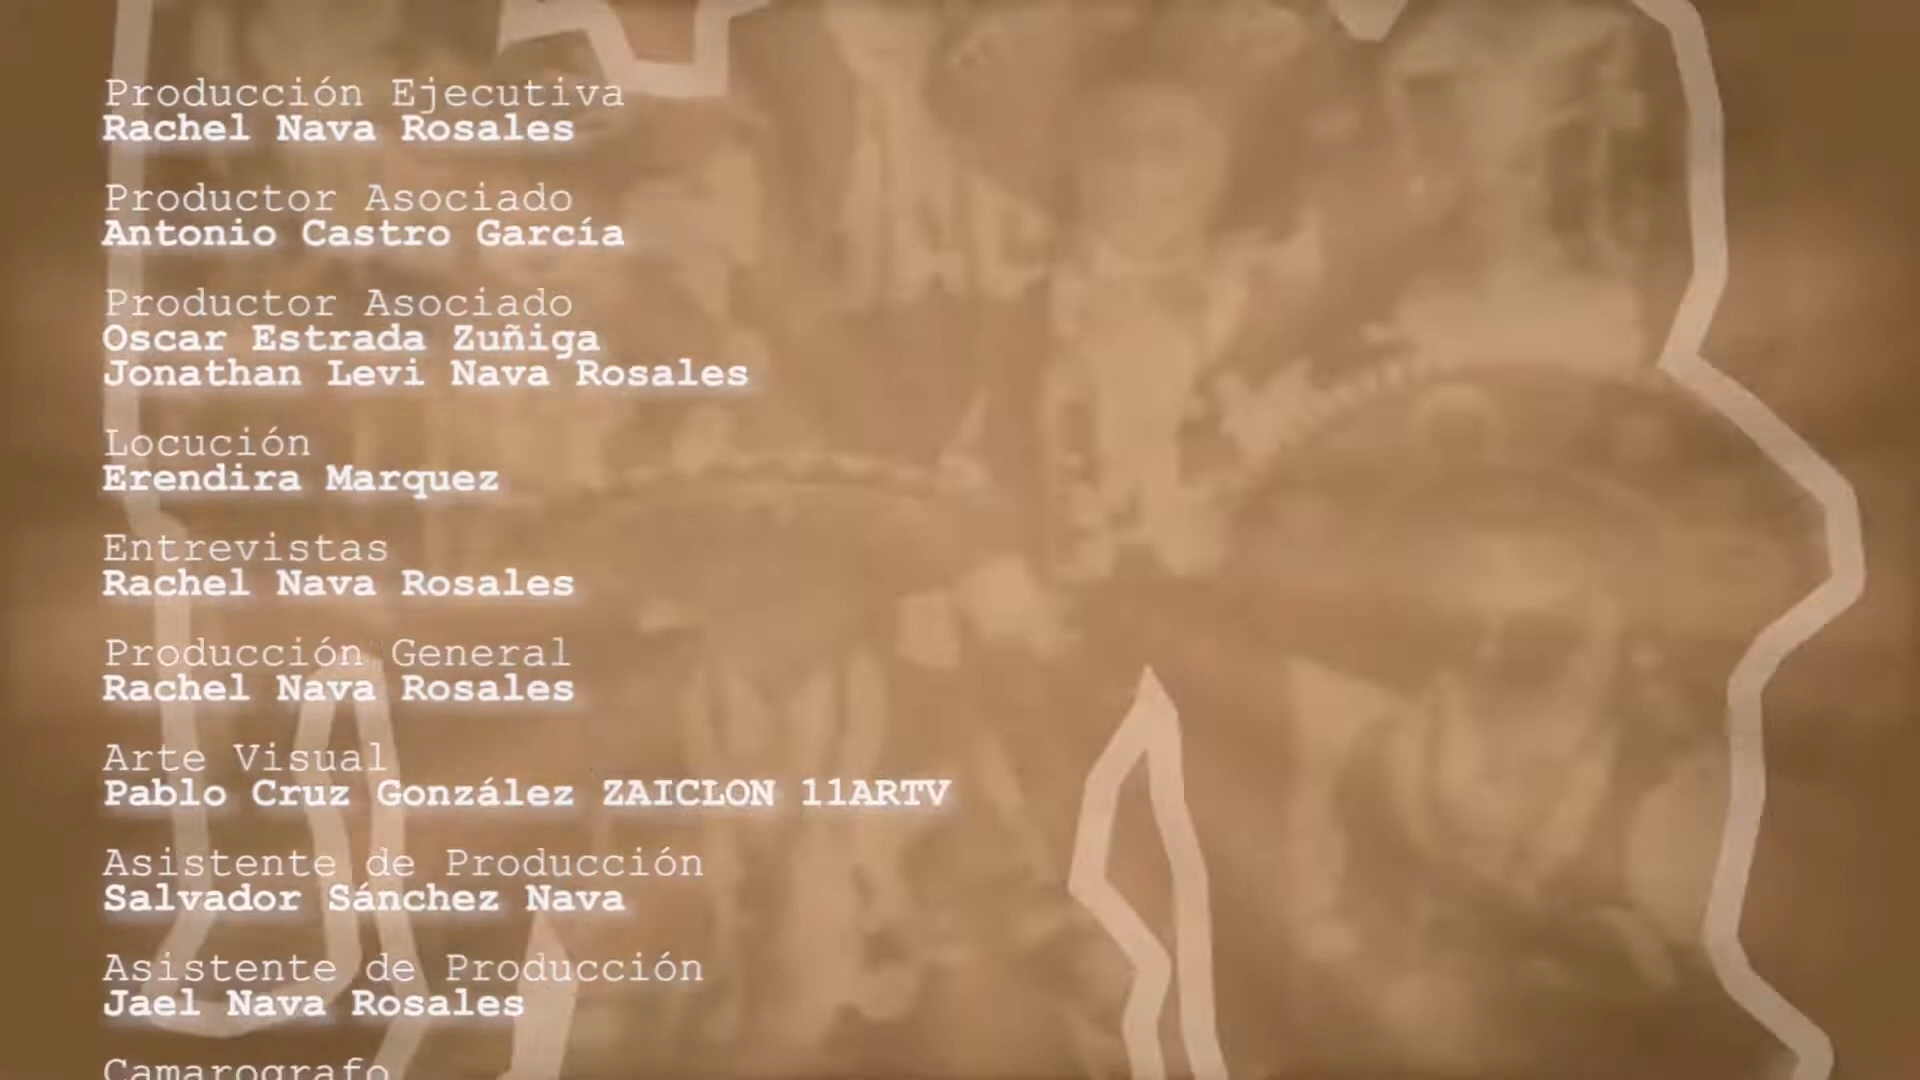 Producción Ejecutiva
Rachel Nava Rosales
Productor Asociado
Antonio Castro García
Productor Asociado
Oscar Estrada Zuñiga
Jonathan Levi Nava Rosales
Locución
Erendira Marquez
Entrevistas
Rachel Nava Rosales
Producción General
Rachel Nava Rosales
Arte Visual
Pablo Cruz González ZAICLON 11ARTV
Asistente de Producción
Salvador Sánchez Nava
Asistente de Producción
Jael Nava Rosales
Camarografo